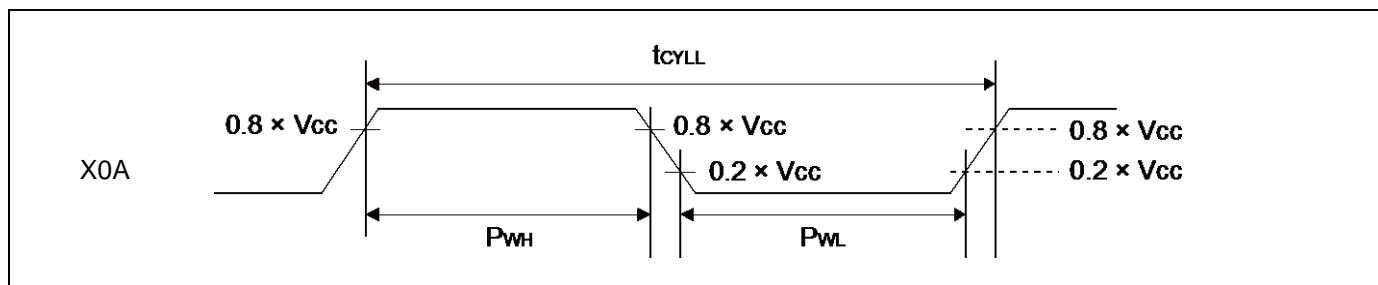 tCYLL
0.8 × VCC
0.8 × VCC
0.8 × VCC
X0A
0.2 × VCC
0.2 × VCC
PWH
PWL